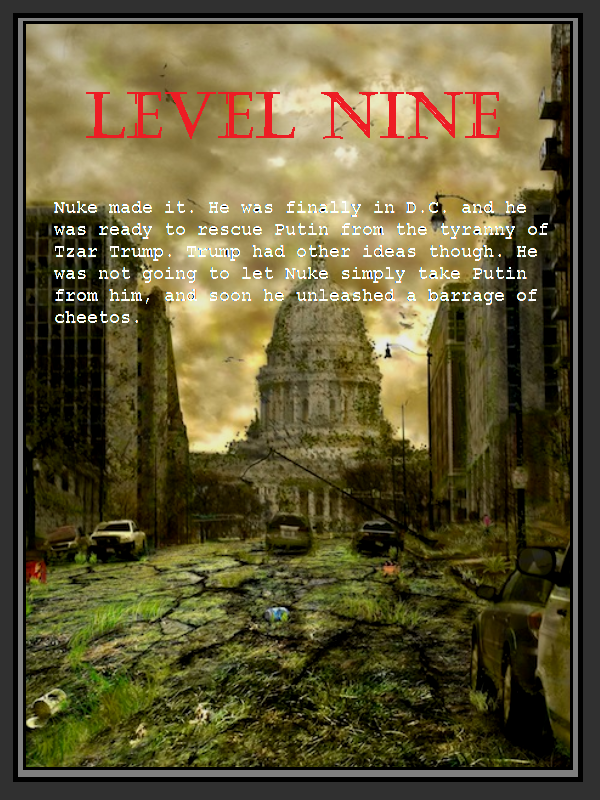 LEVEL NINE
Nuke made it. He was finally in D.C. and he
was ready to rescue Putin from the tyranny of
Tzar Trump. Trump had other ideas though. He
was not going to let Nuke simply take Putin
from him, and soon he unleashed a barrage of
cheetos.